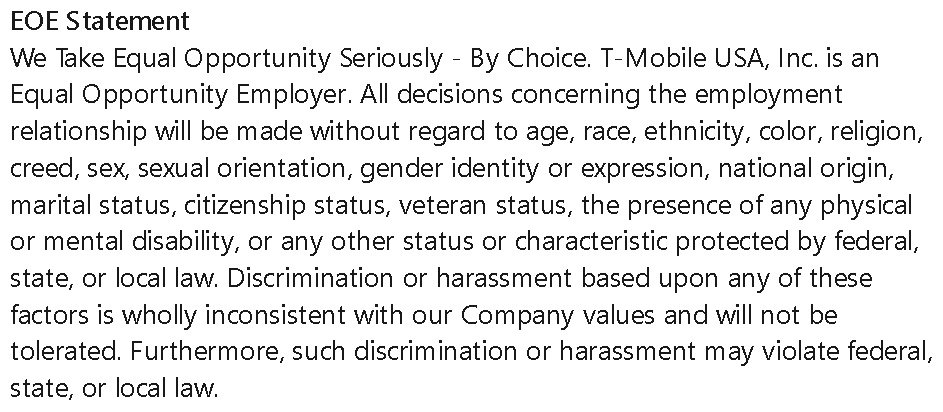 EOE Statement
We Take Equal Opportunity Seriously - By Choice. T-Mobile USA, Inc. is an
Equal Opportunity Employer. All decisions concerning the employment
relationship will be made without regard to age, race, ethnicity, color, religion,
creed, sex, sexual orientation, gender identity or expression, national origin,
marital status, citizenship status, veteran status, the presence of any physical
or mental disability, or any other status or characteristic protected by federal,
state, or local law. Discrimination or harassment based upon any of these
factors is wholly inconsistent with our Company values and will not be
tolerated. Furthermore, such discrimination or harassment may violate federal,
state, or local law.